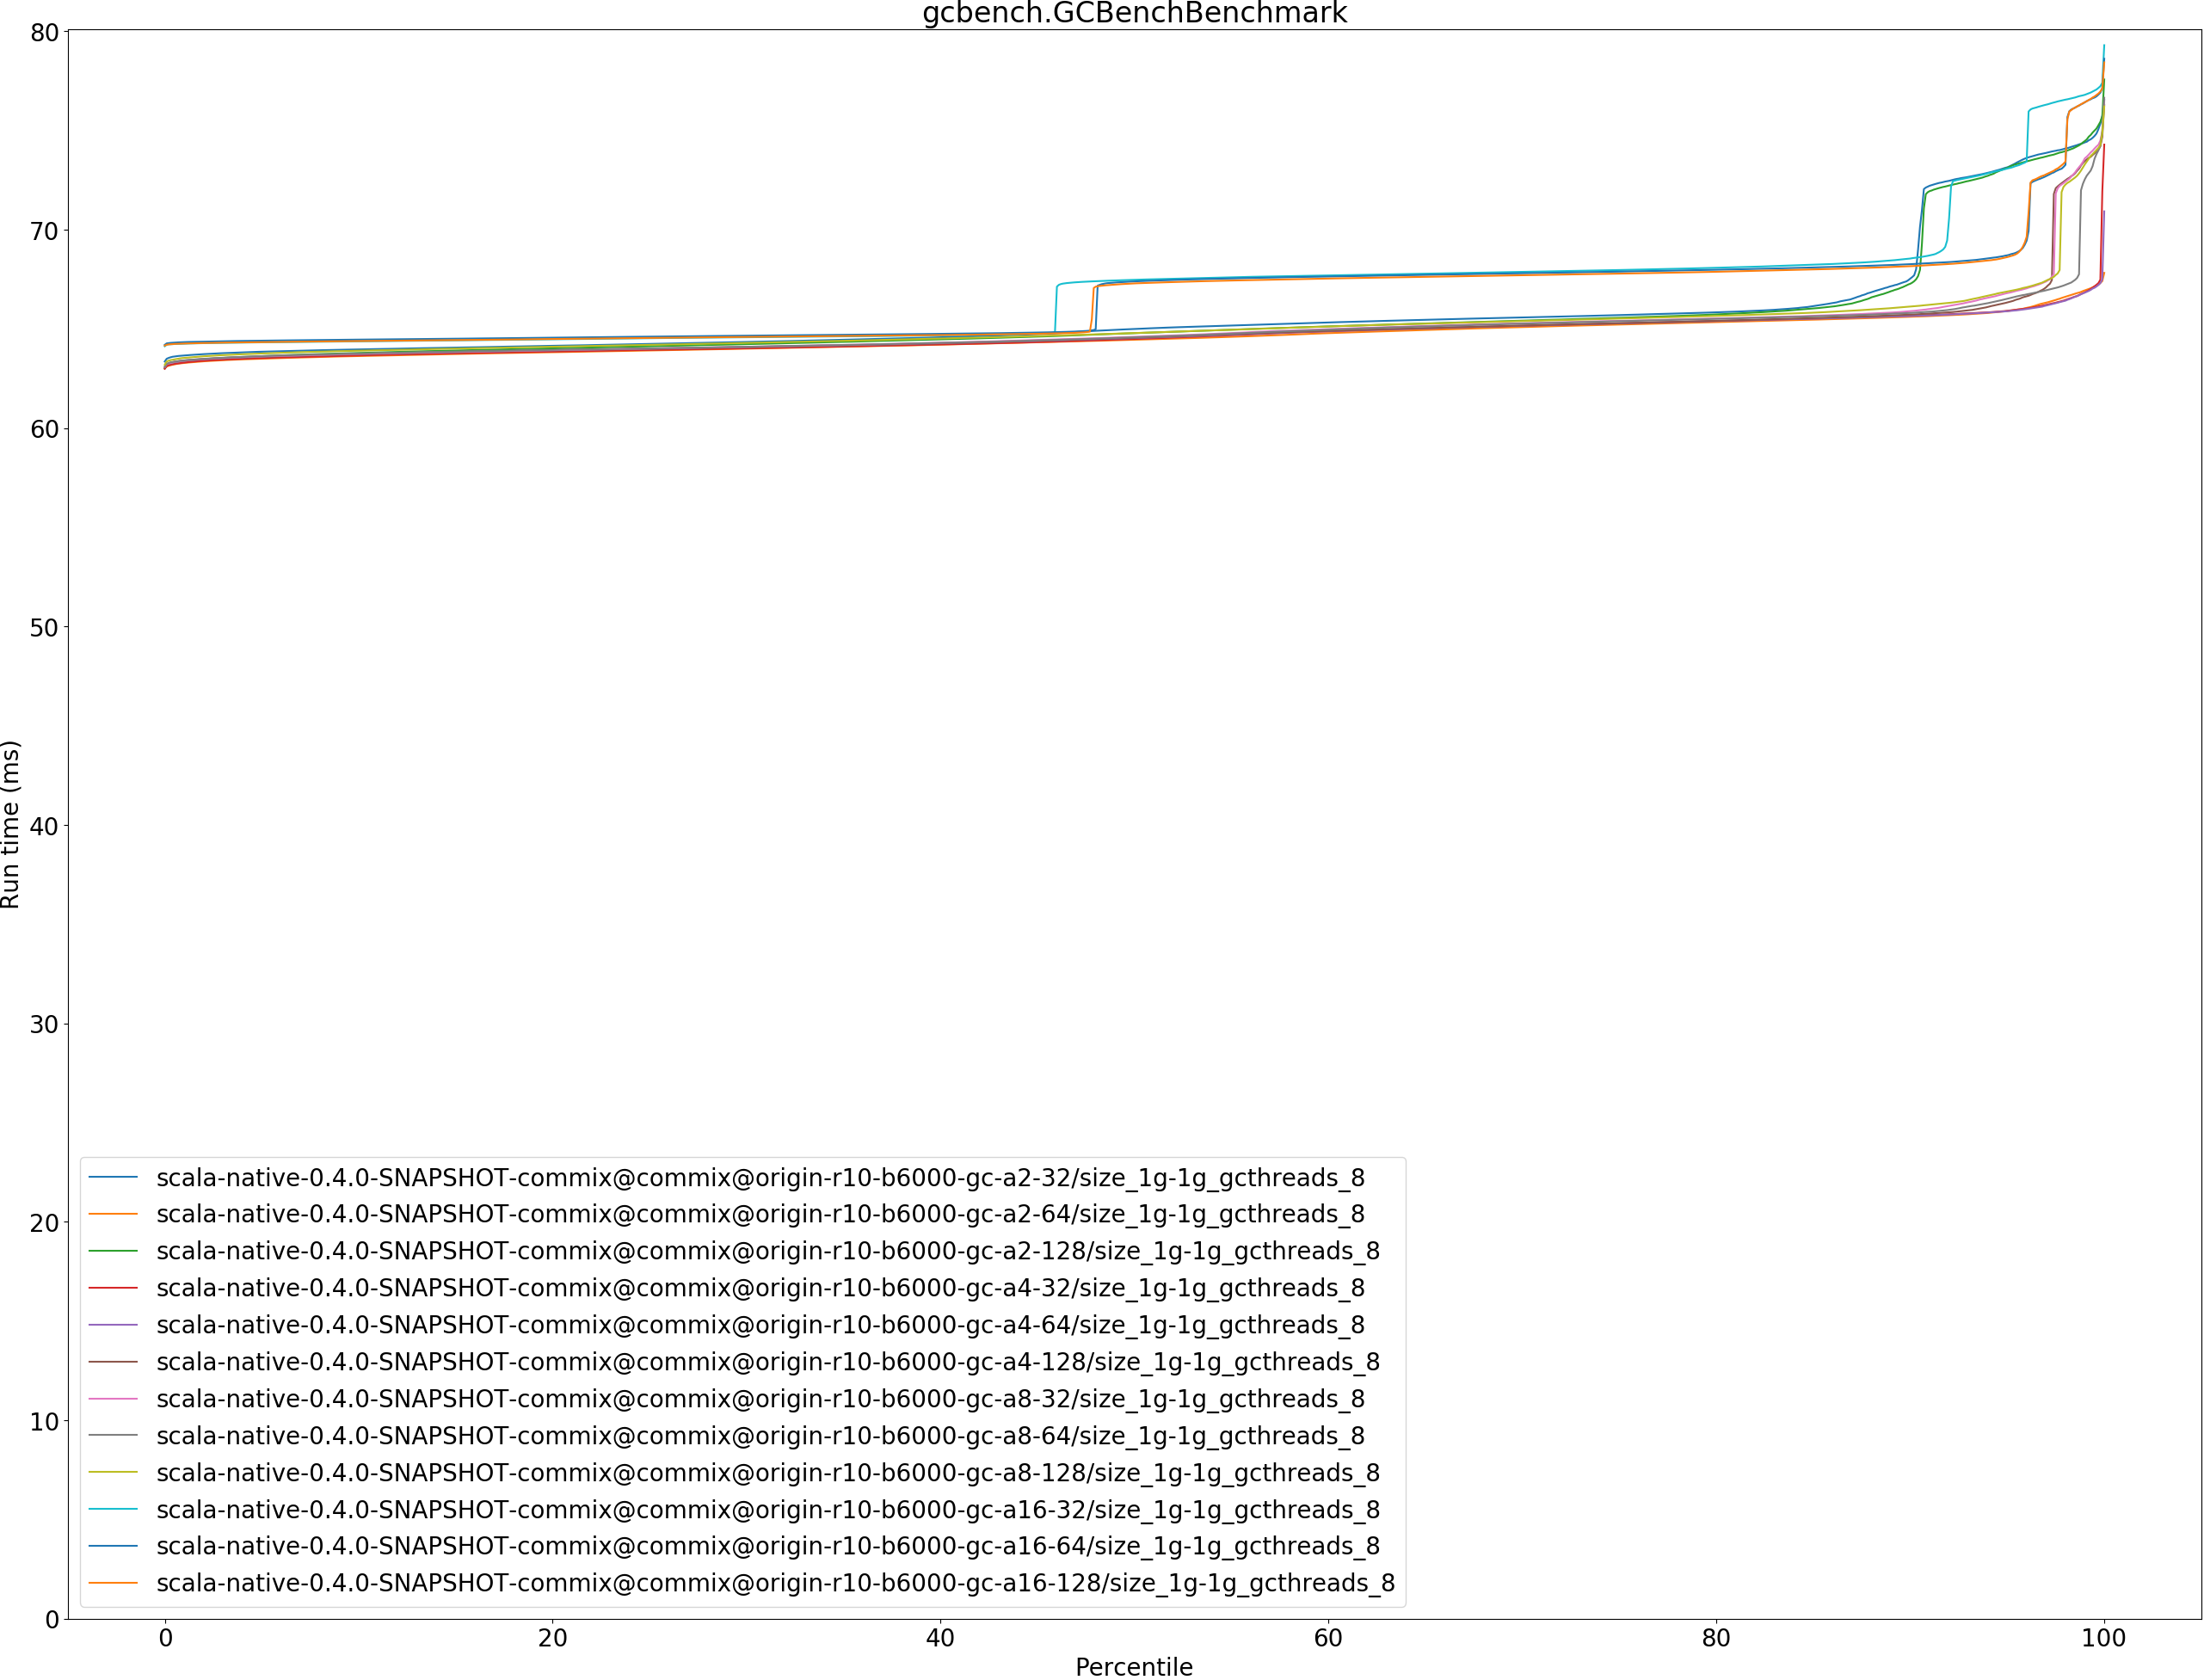 gcbench.GCBenchBenchmark
80
70
60
50
40
30
20
10
0
Run time (ms)
scala-native-0.4.0-SNAPSHOT-commix@commix@origin-r10-b6000-gc-a2-32/size_1g-1g_gcthreads_8
scala-native-0.4.0-SNAPSHOT-commix@commix@origin-r10-b6000-gc-a2-64/size_1g-1g_gcthreads_8
scala-native-0.4.0-SNAPSHOT-commix@commix@origin-r10-b6000-gc-a2-128/size_1g-1g_gcthreads_8
scala-native-0.4.0-SNAPSHOT-commix@commix@origin-r10-b6000-gc-a4-32/size_1g-1g_gcthreads_8
scala-native-0.4.0-SNAPSHOT-commix@commix@origin-r10-b6000-gc-a4-64/size_1g-1g_gcthreads_8
scala-native-0.4.0-SNAPSHOT-commix@commix@origin-r10-b6000-gc-a4-128/size_1g-1g_gcthreads_8
scala-native-0.4.0-SNAPSHOT-commix@commix@origin-r10-b6000-gc-a8-32/size_1g-1g_gcthreads_8
scala-native-0.4.0-SNAPSHOT-commix@commix@origin-r10-b6000-gc-a8-64/size_1g-1g_gcthreads_8
scala-native-0.4.0-SNAPSHOT-commix@commix@origin-r10-b6000-gc-a8-128/size_1g-1g_gcthreads_8
scala-native-0.4.0-SNAPSHOT-commix@commix@origin-r10-b6000-gc-a16-32/size_1g-1g_gcthreads_8
scala-native-0.4.0-SNAPSHOT-commix@commix@origin-r10-b6000-gc-a16-64/size_1g-1g_gcthreads_8
scala-native-0.4.0-SNAPSHOT-commix@commix@origin-r10-b6000-gc-a16-128/size_1g-1g_gcthreads_8
0 20 40 60 80 100
Percentile